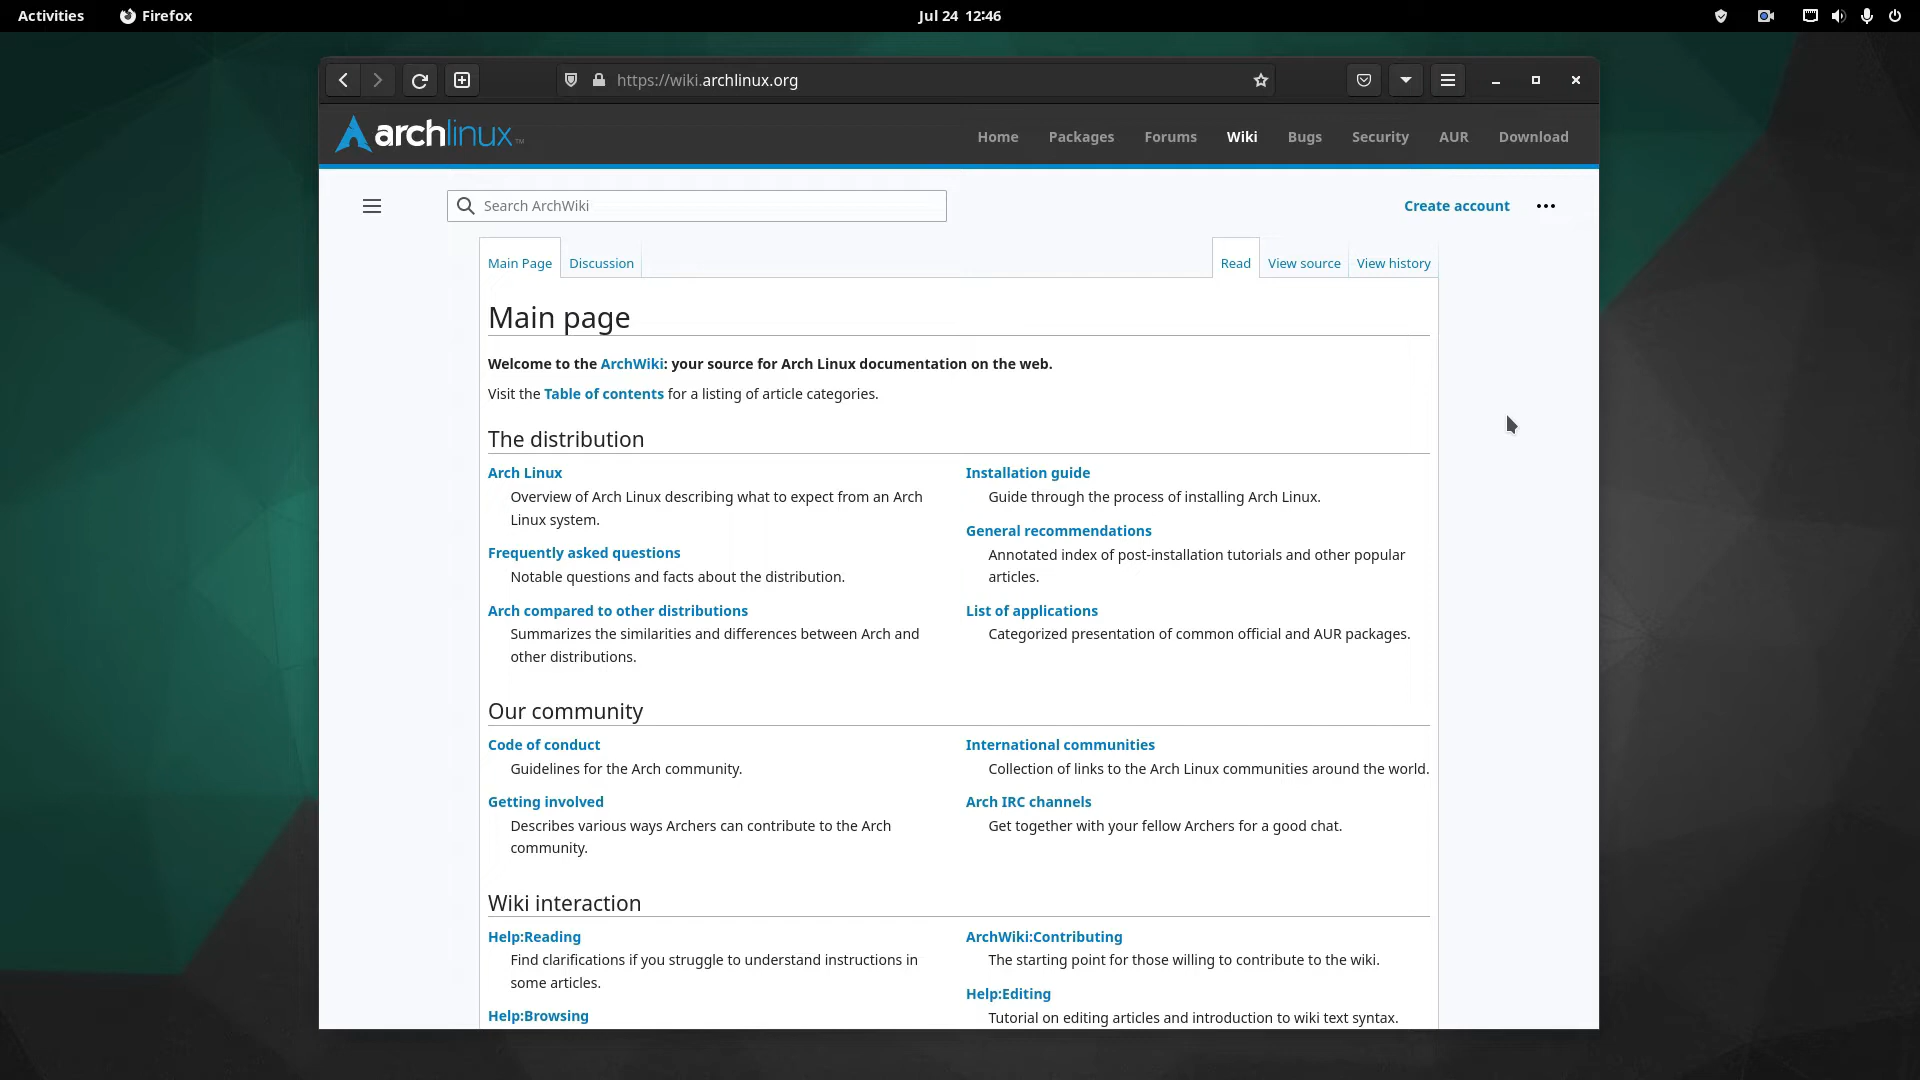 Activities
Firefox
Jul 24 12:46
https://wiki.archlinux.org
archlinux™
Home
Packages
Forums
Wiki
Bugs
Security
AUR
Download
Search ArchWiki
Create account
Main Page
Discussion
Read
View source
View history
Main page
Welcome to the ArchWiki: your source for Arch Linux documentation on the web.
Visit the Table of contents for a listing of article categories.
The distribution
Arch Linux
Overview of Arch Linux describing what to expect from an Arch
Linux system.
Frequently asked questions
Notable questions and facts about the distribution.
Arch compared to other distributions
Summarizes the similarities and differences between Arch and
other distributions.
Installation guide
Guide through the process of installing Arch Linux.
General recommendations
Annotated index of post-installation tutorials and other popular
articles.
List of applications
Categorized presentation of common official and AUR packages.
Our community
Code of conduct
Guidelines for the Arch community.
Getting involved
Describes various ways Archers can contribute to the Arch
community.
International communities
Collection of links to the Arch Linux communities around the world.
Arch IRC channels
Get together with your fellow Archers for a good chat.
Wiki interaction
Help:Reading
Find clarifications if you struggle to understand instructions in
some articles.
Help:Browsing
ArchWiki:Contributing
The starting point for those willing to contribute to the wiki.
Help:Editing
Tutorial on editing articles and introduction to wiki text syntax.